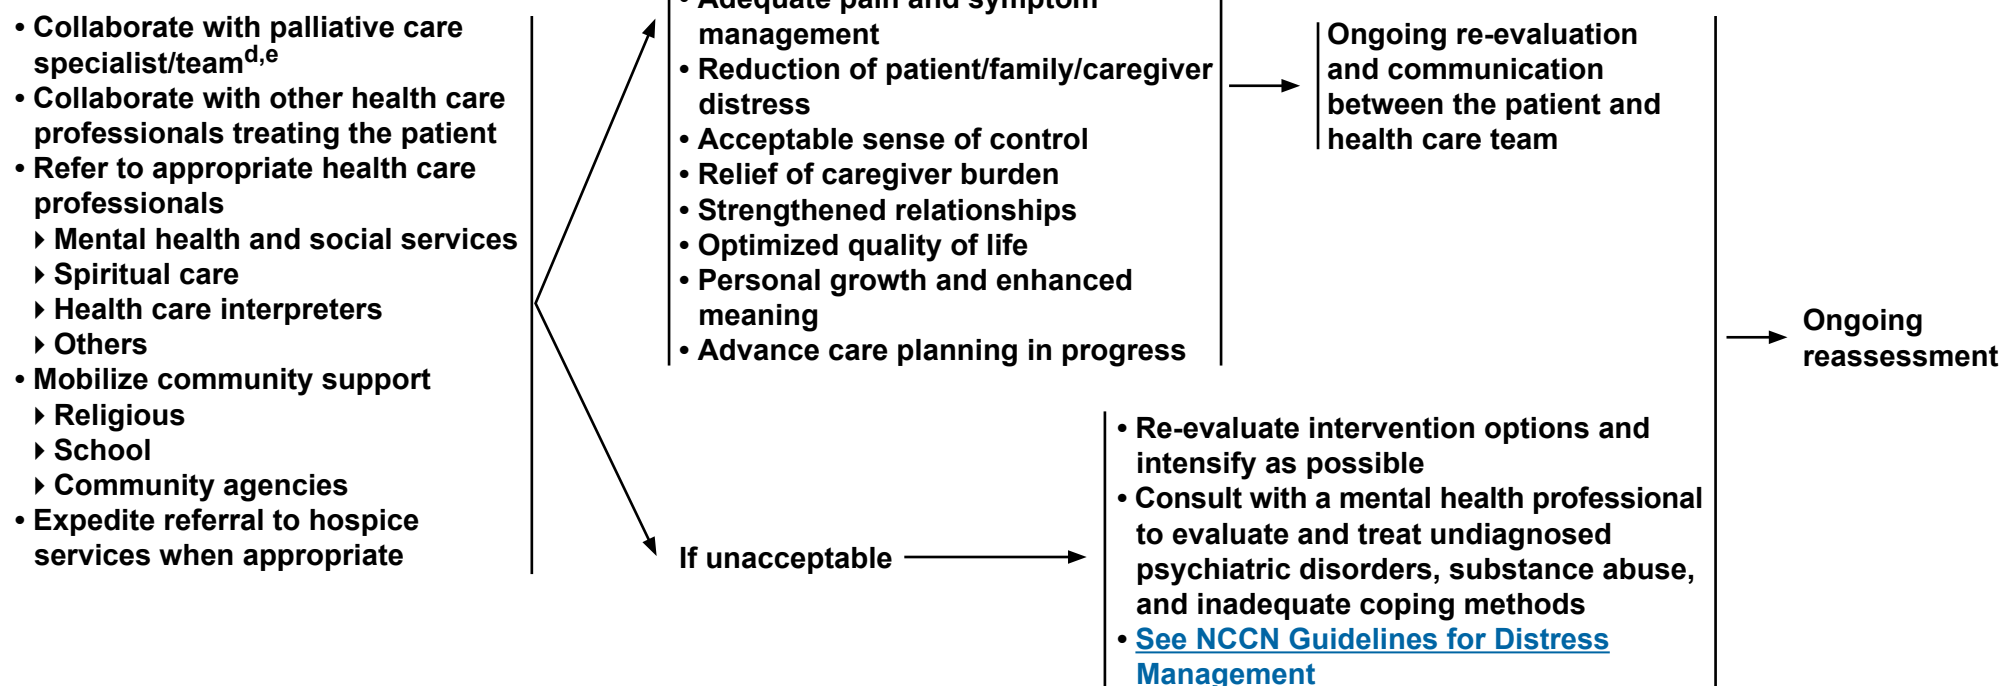 • Collaborate with palliative care
specialist/teamd,e
• Collaborate with other health care
professionals treating the patient
• Refer to appropriate health care
professionals
‣ Mental health and social services
‣ Spiritual care
‣ Health care interpreters
‣ Others
• Mobilize community support
‣ Religious
‣ School
‣ Community agencies
• Expedite referral to hospice
services when appropriate
• Adequate pain and symptom
management
• Reduction of patient/family/caregiver
distress
• Acceptable sense of control
• Relief of caregiver burden
• Strengthened relationships
• Optimized quality of life
• Personal growth and enhanced
meaning
• Advance care planning in progress
Ongoing re-evaluation
and communication
between the patient and
health care team
If unacceptable
• Re-evaluate intervention options and
intensify as possible
• Consult with a mental health professional
to evaluate and treat undiagnosed
psychiatric disorders, substance abuse,
and inadequate coping methods
• See NCCN Guidelines for Distress
Management
Ongoing
reassessment